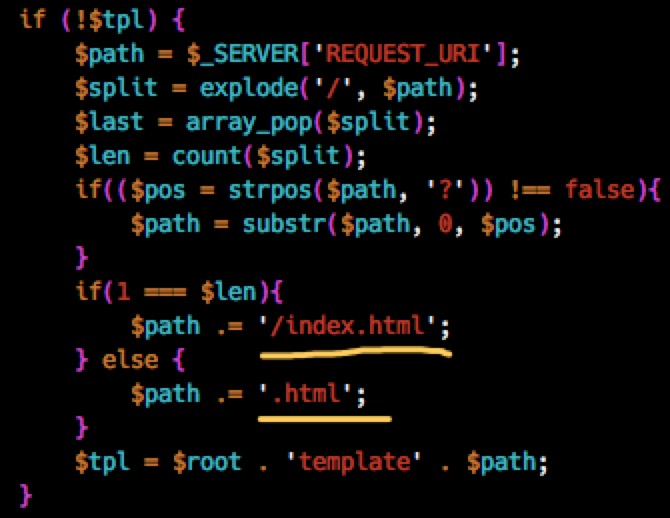 if (!$tpl) {
    $path = $_SERVER['REQUEST_URI'];
    $split = explode('/', $path);
    $last = array_pop($split);
    $len = count($split);
    if(($pos = strpos($path, '?')) !== false){
        $path = substr($path, 0, $pos);
    }
    if(1 === $len){
        $path .= '/index.html';
    } else {
        $path .= '.html';
    }
    $tpl = $root . 'template' . $path;
}